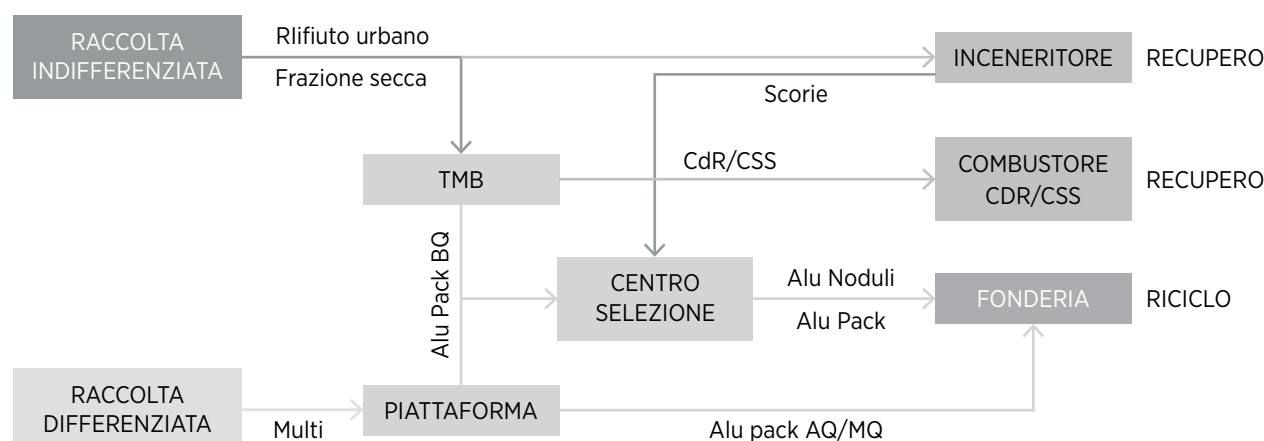 RACCOLTA
INDIFFERENZIATA
RIifiuto urbano
Frazione secca
INCENERITORE
RECUPERO
Scorie
TMB
CdR/CSS
COMBUSTORE
CDR/CSS
RECUPERO
Alu Pack BQ
CENTRO
SELEZIONE
Alu Noduli
Alu Pack
FONDERIA
RICICLO
RACCOLTA
DIFFERENZIATA
Multi
PIATTAFORMA
Alu pack AQ/MQ